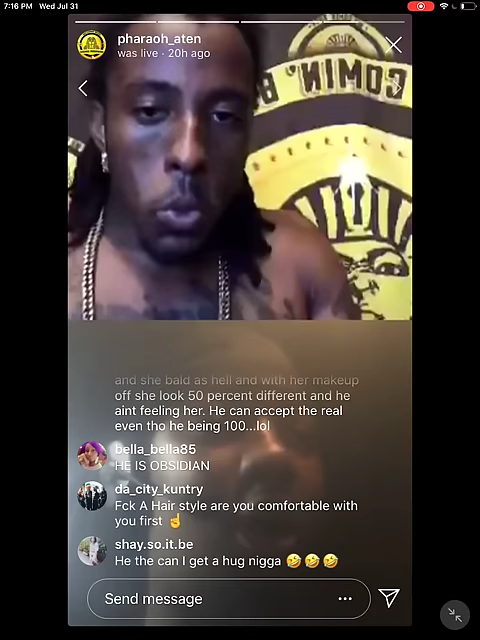 7:16 PM Wed Jul 31
pharaoh_aten
was live · 20h ago
COMIN' B
and she bald as hell and with her makeup
off she look 50 percent different and he
aint feeling her. He can accept the real
even tho he being 100...lol
bella_bella85
HE IS OBSIDIAN
da_city_kuntry
Fck A Hair style are you comfortable with
you first ☝
shay.so.it.be
He the can I get a hug nigga 🤣🤣🤣
Send message